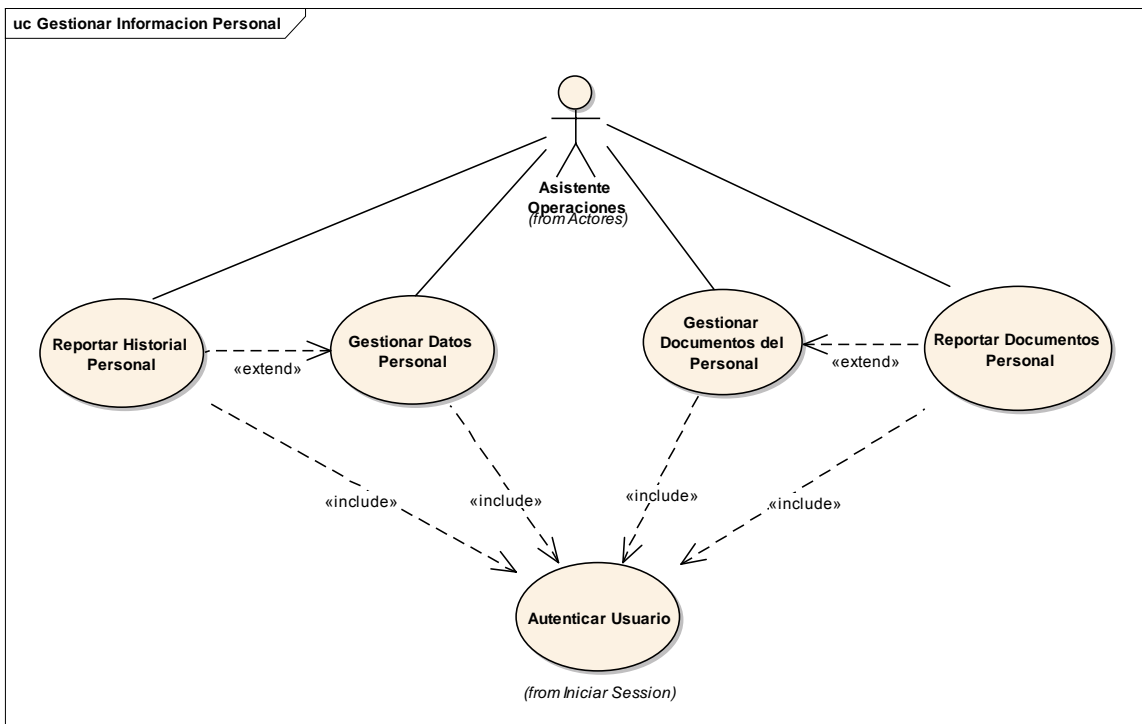 uc Gestionar Informacion Personal
Asistente
Operaciones
(from Actores)
Reportar Historial
Personal
Gestionar Datos
Personal
Gestionar
Documentos del
Personal
Reportar Documentos
Personal
«extend»
«extend»
«include»
«include»
«include»
«include»
Autenticar Usuario
(from Iniciar Session)